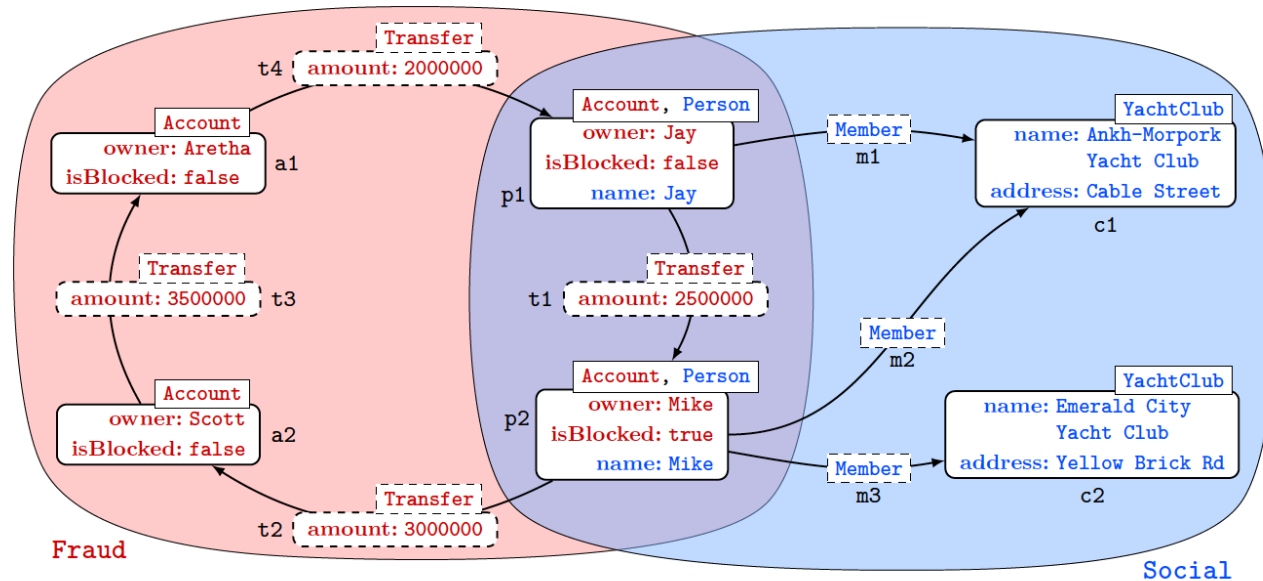 Transfer
t4
amount: 2000000
Account, Person
YachtClub
Account
owner: Jay
Member
name: Ankh-Morpork
owner: Aretha
isBlocked: false
m1
Yacht Club
isBlocked: false
a1
p1
name: Jay
address: Cable Street
c1
Transfer
Transfer
amount: 3500000
t3
t1
amount: 2500000
Member
m2
Account, Person
YachtClub
Account
owner: Mike
name: Emerald City
owner: Scott
p2
isBlocked: true
Yacht Club
isBlocked: false
a2
name: Mike
Member
address: Yellow Brick Rd
m3
c2
Transfer
t2
amount: 3000000
Fraud
Social